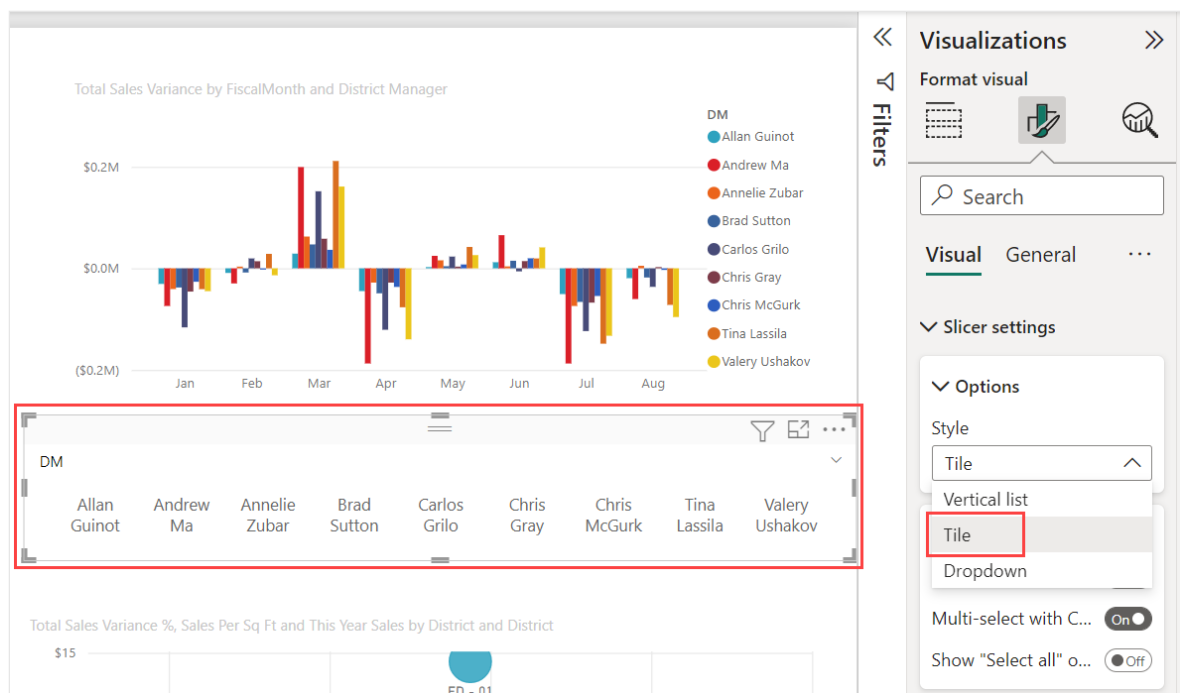 Total Sales Variance by FiscalMonth and District Manager
$0.2M
$0.0M
($0.2M)
Jan Feb Mar Apr May Jun Jul Aug
DM
Allan Guinot
Andrew Ma
Annelie Zubar
Brad Sutton
Carlos Grilo
Chris Gray
Chris McGurk
Tina Lassila
Valery Ushakov
DM
Allan Andrew Annelie Brad Carlos Chris Chris Tina Valery
Guinot Ma Zubar Sutton Grilo Gray McGurk Lassila Ushakov
Total Sales Variance %, Sales Per Sq Ft and This Year Sales by District and District
$15
FD - 01
Filters
Visualizations
Format visual
Search
Visual General ...
Slicer settings
Options
Style
Tile
Vertical list
Tile
Dropdown
Multi-select with C... On
Show "Select all" o... Off